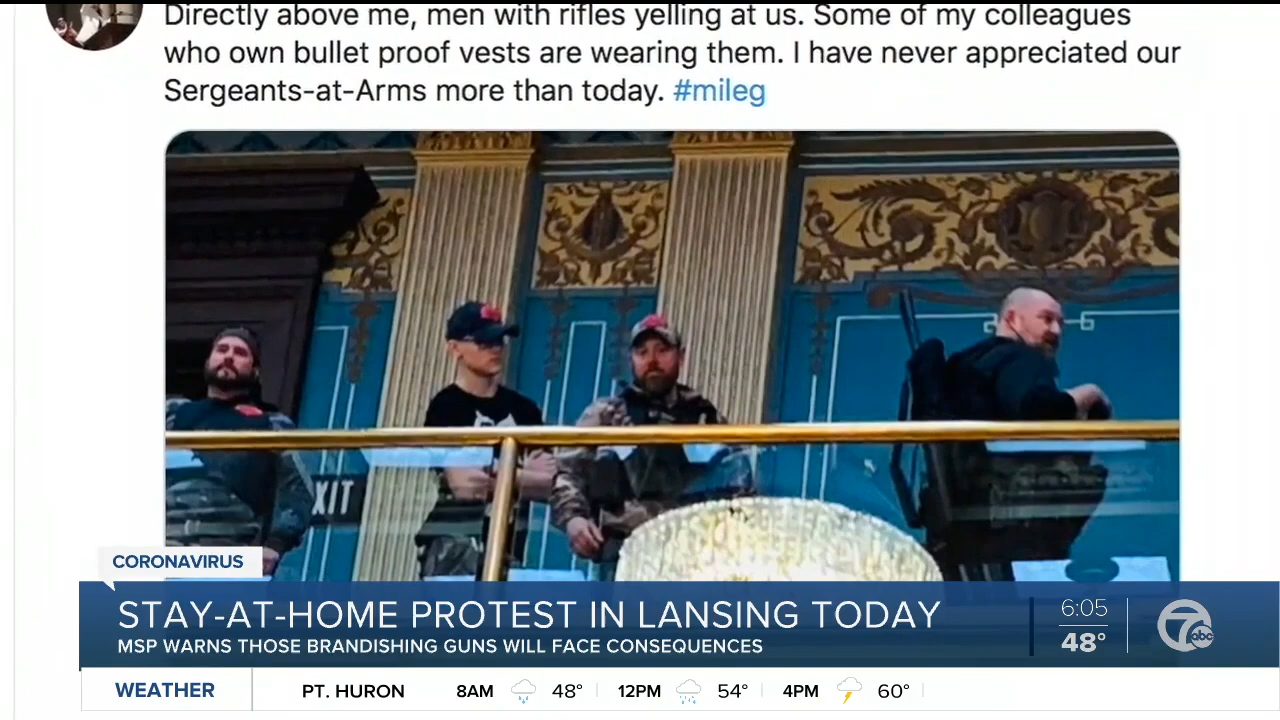 Directly above me, men with rifles yelling at us. Some of my colleagues
who own bullet proof vests are wearing them. I have never appreciated our
Sergeants-at-Arms more than today. #mileg
XIT
CORONAVIRUS
STAY-AT-HOME PROTEST IN LANSING TODAY
MSP WARNS THOSE BRANDISHING GUNS WILL FACE CONSEQUENCES
6:05
48°
7 abc
WEATHER PT. HURON 8AM 48° 12PM 54° 4PM 60°